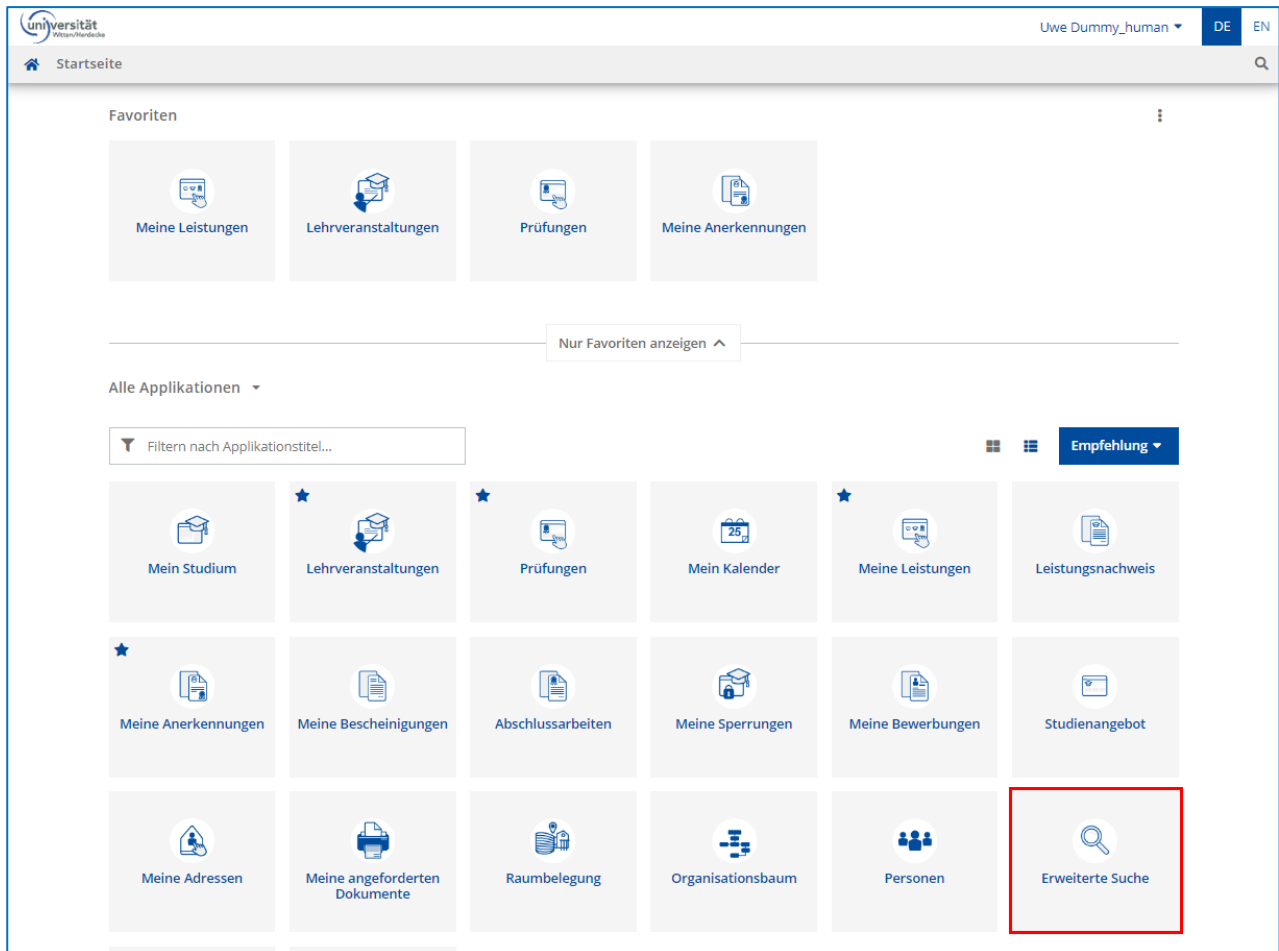 universität
Witten/Herdecke
Uwe Dummy_human
DE
EN
Startseite
Favoriten
Meine Leistungen
Lehrveranstaltungen
Prüfungen
Meine Anerkennungen
Nur Favoriten anzeigen
Alle Applikationen
Filtern nach Applikationstitel...
Empfehlung
Mein Studium
Lehrveranstaltungen
Prüfungen
25
Mein Kalender
Meine Leistungen
Leistungsnachweis
Meine Anerkennungen
Meine Bescheinigungen
Abschlussarbeiten
Meine Sperrungen
Meine Bewerbungen
Studienangebot
Meine Adressen
Meine angeforderten
Dokumente
Raumbelegung
Organisationsbaum
Personen
Erweiterte Suche